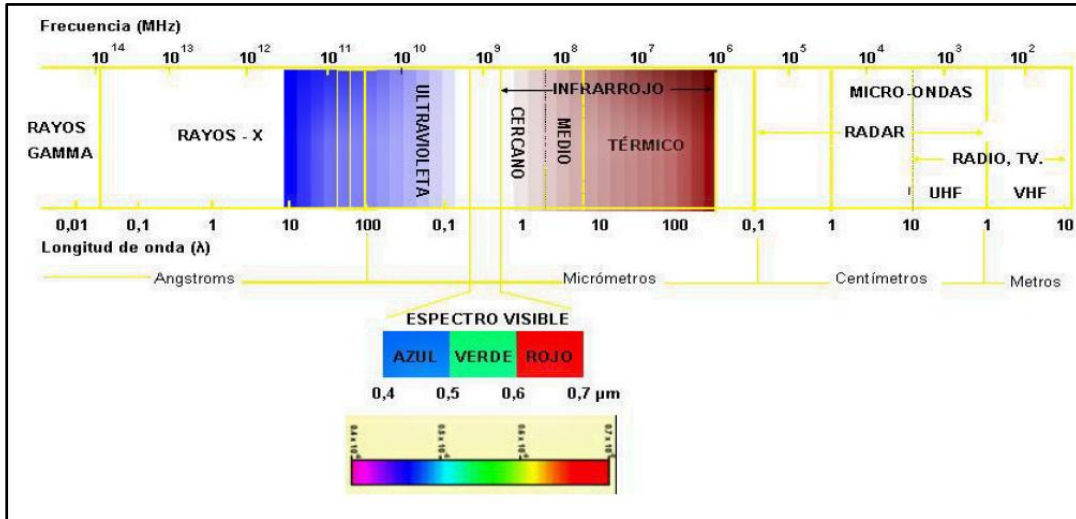 Frecuencia (MHz)
10^14 10^13 10^12 10^11 10^10 10^9 10^8 10^7 10^6 10^5 10^4 10^3 10^2
RAYOS GAMMA
RAYOS - X
ULTRAVIOLETA
INFRARROJO
CERCANO
MEDIO
TÉRMICO
MICRO-ONDAS
RADAR
RADIO, TV.
UHF
VHF
0,01 0,1 1 10 100 0,1 1 10 100 0,1 1 10 1 10
Longitud de onda (λ)
Angstroms Micrómetros Centímetros Metros
ESPECTRO VISIBLE
AZUL VERDE ROJO
0,4 0,5 0,6 0,7 µm